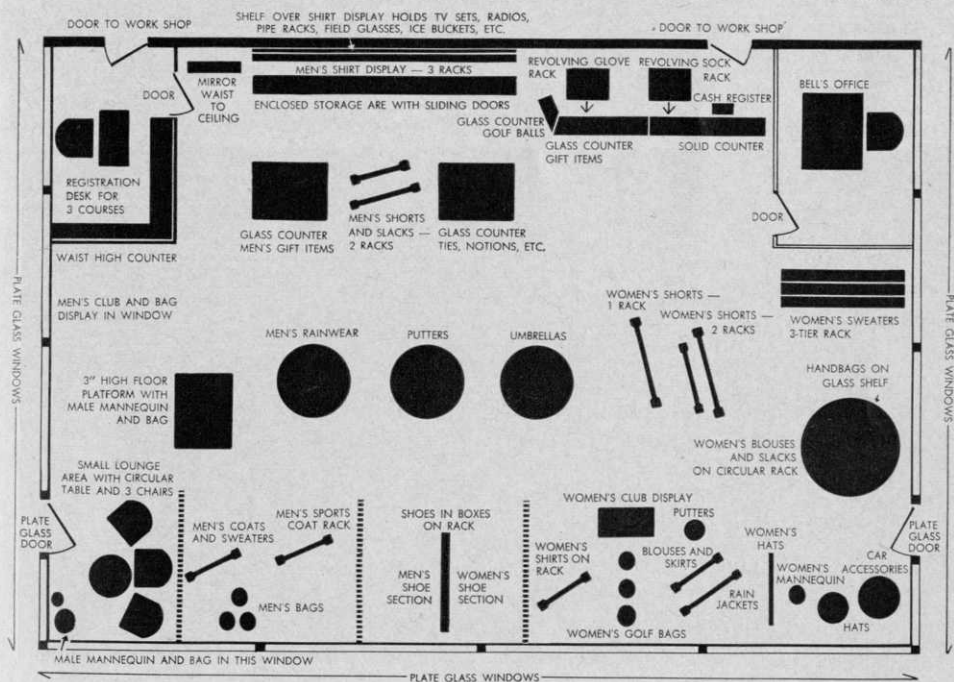 SHELF OVER SHIRT DISPLAY HOLDS TV SETS, RADIOS,
PIPE RACKS, FIELD GLASSES, ICE BUCKETS, ETC.
DOOR TO WORK SHOP
DOOR TO WORK SHOP
MEN'S SHIRT DISPLAY — 3 RACKS
ENCLOSED STORAGE ARE WITH SLIDING DOORS
DOOR
MIRROR
WAIST
TO
CEILING
REVOLVING GLOVE
RACK
REVOLVING SOCK
RACK
CASH REGISTER
GLASS COUNTER
GOLF BALLS
GLASS COUNTER
GIFT ITEMS
SOLID COUNTER
BELL'S OFFICE
DOOR
REGISTRATION
DESK FOR
3 COURSES
WAIST HIGH COUNTER
GLASS COUNTER
MEN'S GIFT ITEMS
MEN'S SHORTS
AND SLACKS —
2 RACKS
GLASS COUNTER
TIES, NOTIONS, ETC.
PLATE GLASS WINDOWS
MEN'S CLUB AND BAG
DISPLAY IN WINDOW
WOMEN'S SHORTS —
1 RACK
WOMEN'S SHORTS —
2 RACKS
WOMEN'S SWEATERS
3-TIER RACK
PLATE GLASS WINDOWS
MEN'S RAINWEAR
PUTTERS
UMBRELLAS
3" HIGH FLOOR
PLATFORM WITH
MALE MANNEQUIN
AND BAG
HANDBAGS ON
GLASS SHELF
WOMEN'S BLOUSES
AND SLACKS
ON CIRCULAR RACK
SMALL LOUNGE
AREA WITH CIRCULAR
TABLE AND 3 CHAIRS
PLATE
GLASS
DOOR
MEN'S COATS
AND SWEATERS
MEN'S SPORTS
COAT RACK
MEN'S BAGS
SHOES IN BOXES
ON RACK
MEN'S
SHOE
SECTION
WOMEN'S
SHOE
SECTION
WOMEN'S CLUB DISPLAY
PUTTERS
WOMEN'S
SHIRTS ON
RACK
BLOUSES AND
SKIRTS
RAIN
JACKETS
WOMEN'S GOLF BAGS
WOMEN'S
HATS
WOMEN'S
MANNEQUIN
CAR
ACCESSORIES
HATS
PLATE
GLASS
DOOR
MALE MANNEQUIN AND BAG IN THIS WINDOW
PLATE GLASS WINDOWS